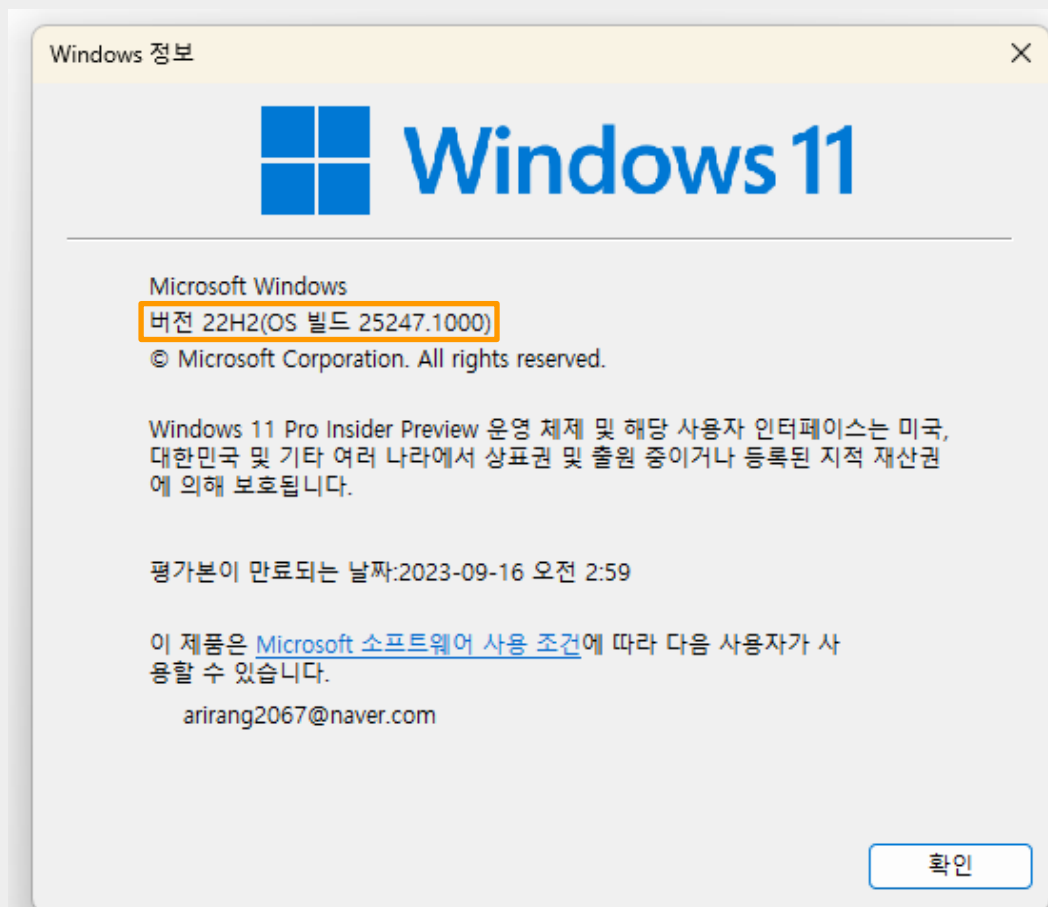 Windows 정보
Windows 11
Microsoft Windows
버전 22H2(OS 빌드 25247.1000)
© Microsoft Corporation. All rights reserved.
Windows 11 Pro Insider Preview 운영 체제 및 해당 사용자 인터페이스는 미국,
대한민국 및 기타 여러 나라에서 상표권 및 출원 중이거나 등록된 지적 재산권
에 의해 보호됩니다.
평가본이 만료되는 날짜:2023-09-16 오전 2:59
이 제품은 Microsoft 소프트웨어 사용 조건에 따라 다음 사용자가 사
용할 수 있습니다.
arirang2067@naver.com
확인